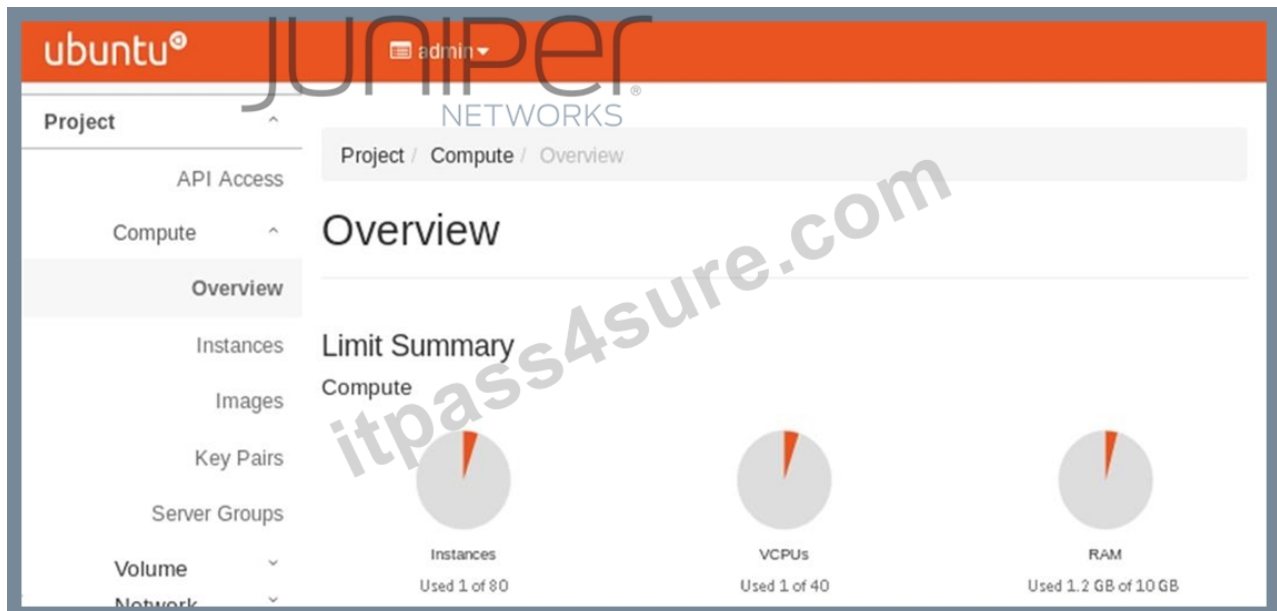 ubuntu
admin
JUNIPER
NETWORKS
Project
API Access
Compute
Overview
Instances
Images
Key Pairs
Server Groups
Volume
Network
Project / Compute / Overview
Overview
Limit Summary
Compute
Instances
Used 1 of 80
VCPUs
Used 1 of 40
RAM
Used 1.2 GB of 10 GB
itpass4sure.com